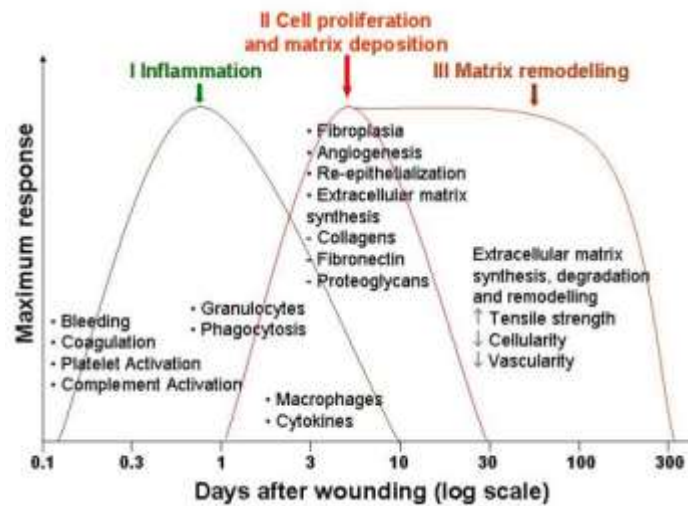 II Cell proliferation
and matrix deposition
I Inflammation
III Matrix remodelling
Maximum response
• Fibroplasia
• Angiogenesis
• Re-epithelialization
• Extracellular matrix
synthesis
- Collagens
- Fibronectin
- Proteoglycans
• Granulocytes
• Phagocytosis
• Bleeding
• Coagulation
• Platelet Activation
• Complement Activation
• Macrophages
• Cytokines
Extracellular matrix
synthesis, degradation
and remodelling
↑ Tensile strength
↓ Cellularity
↓ Vascularity
0.1 0.3 1 3 10 30 100 300
Days after wounding (log scale)